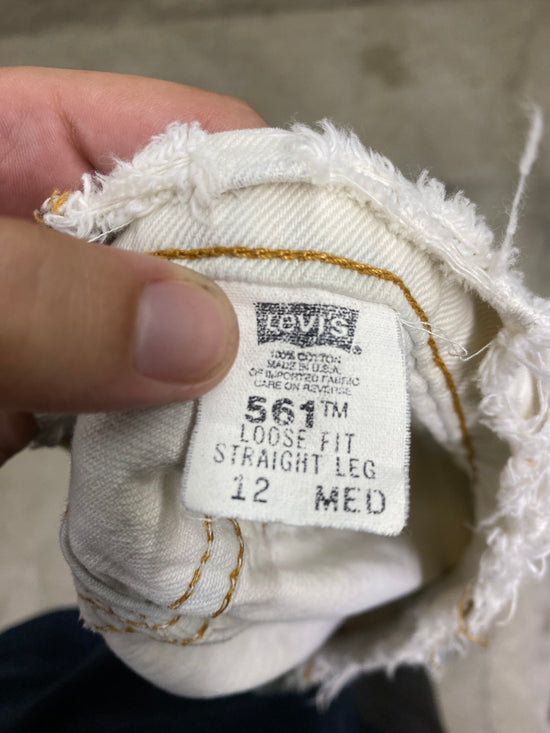 LEVI'S ®
100% COTTON
MADE IN U.S.A.
OF IMPORTED FABRIC
CARE ON REVERSE
561™
LOOSE FIT
STRAIGHT LEG
12 MED